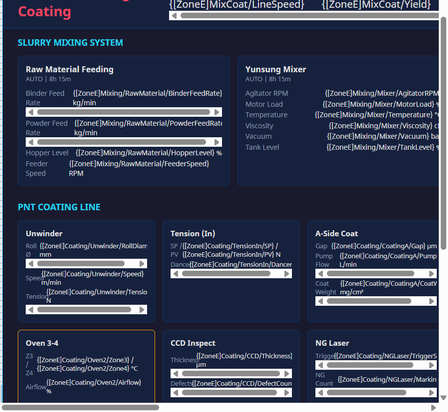 Coating
{[ZoneE]MixCoat/LineSpeed}
{[ZoneE]MixCoat/Yield}
SLURRY MIXING SYSTEM
Raw Material Feeding
AUTO | 8h 15m
Binder Feed Rate
{[ZoneE]Mixing/RawMaterial/BinderFeedRate}
kg/min
Powder Feed Rate
{[ZoneE]Mixing/RawMaterial/PowderFeedRate
kg/min
Hopper Level
{[ZoneE]Mixing/RawMaterial/HopperLevel} %
Feeder Speed
{[ZoneE]Mixing/RawMaterial/FeederSpeed}
RPM
Yunsung Mixer
AUTO | 8h 15m
Agitator RPM
{[ZoneE]Mixing/Mixer/AgitatorRPM
Motor Load
{[ZoneE]Mixing/Mixer/MotorLoad} %
Temperature
{[ZoneE]Mixing/Mixer/Temperature} °
Viscosity
{[ZoneE]Mixing/Mixer/Viscosity} c
Vacuum
{[ZoneE]Mixing/Mixer/Vacuum} ba
Tank Level
{[ZoneE]Mixing/Mixer/TankLevel} %
PNT COATING LINE
Unwinder
Roll Ø
{[ZoneE]Coating/Unwinder/RollDiam
mm
Speed
{[ZoneE]Coating/Unwinder/Speed}
m/min
Tension
{[ZoneE]Coating/Unwinder/Tensio
N
Tension (In)
SP / PV
{[ZoneE]Coating/TensionIn/SP} /
{[ZoneE]Coating/TensionIn/PV} N
Dancer
{[ZoneE]Coating/TensionIn/Dancer
A-Side Coat
Gap
{[ZoneE]Coating/CoatingA/Gap} μm
Pump Flow
{[ZoneE]Coating/CoatingA/Pump
L/min
Coat Weight
{[ZoneE]Coating/CoatingA/Coat
mg/cm²
Oven 3-4
Z3 / Z4
{[ZoneE]Coating/Oven2/Zone3} /
{[ZoneE]Coating/Oven2/Zone4} °C
Airflow
{[ZoneE]Coating/Oven2/Airflow}
%
CCD Inspect
Thickness
{[ZoneE]Coating/CCD/Thickness}
μm
Defects
{[ZoneE]Coating/CCD/DefectCoun
NG Laser
Trigger
{[ZoneE]Coating/NGLaser/TriggerS
NG Count
{[ZoneE]Coating/NGLaser/Markin